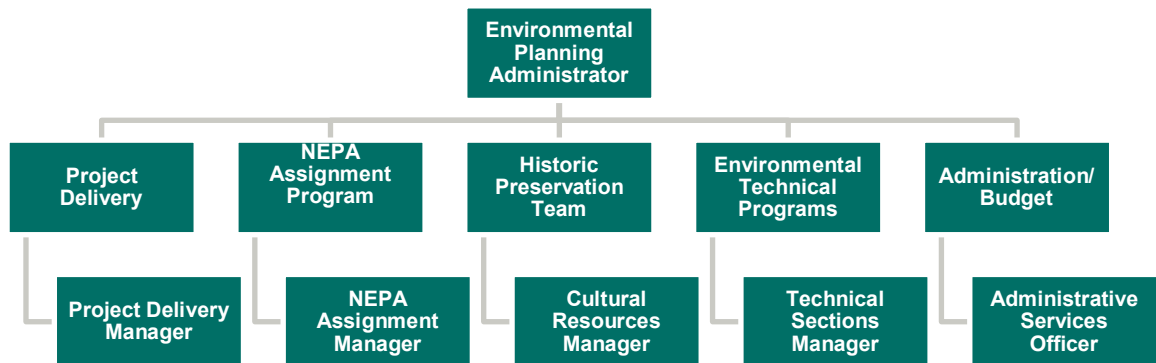 Environmental
Planning
Administrator
Project
Delivery
NEPA
Assignment
Program
Historic
Preservation
Team
Environmental
Technical
Programs
Administration/
Budget
Project Delivery
Manager
NEPA
Assignment
Manager
Cultural
Resources
Manager
Technical
Sections
Manager
Administrative
Services
Officer